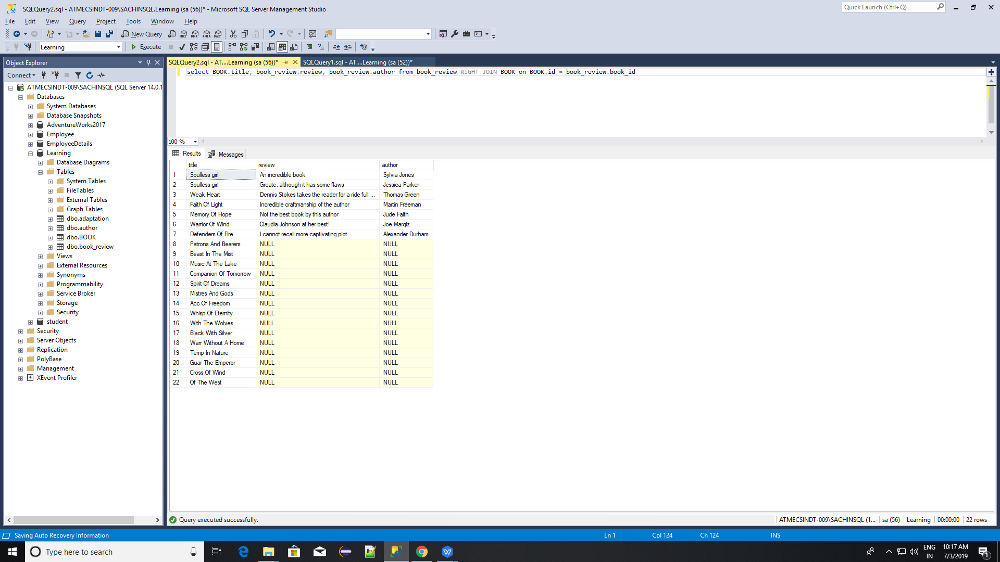 SQLQuery2.sql - ATMECSINDT-009\SACHINSQL.Learning (sa (56))* - Microsoft SQL Server Management Studio
Quick Launch (Ctrl+Q)
File Edit View Query Project Tools Window Help
New Query MDX DMX XMLA DAX
Learning Execute
Object Explorer
SQLQuery2.sql - AT....Learning (sa (56))* SQLQuery1.sql - AT....Learning (sa (52))*
Connect
select BOOK.title, book_review.review, book_review.author from book_review RIGHT JOIN BOOK on BOOK.id = book_review.book_id
ATMECSINDT-009\SACHINSQL (SQL Server 14.0.1
Databases
System Databases
Database Snapshots
AdventureWorks2017
Employee
EmployeeDetails
Learning
Database Diagrams
Tables
System Tables
FileTables
External Tables
Graph Tables
dbo.adaptation
dbo.author
dbo.BOOK
dbo.book_review
Views
External Resources
Synonyms
Programmability
Service Broker
Storage
Security
student
Security
Server Objects
Replication
PolyBase
Management
XEvent Profiler
100 %
Results Messages
title review author
1 Soulless girl An incredible book Sylvia Jones
2 Soulless girl Greate, although it has some flaws Jessica Parker
3 Weak Heart Dennis Stokes takes the reader for a ride full ... Thomas Green
4 Faith Of Light Incredible craftmanship of the author Martin Freeman
5 Memory Of Hope Not the best book by this author Jude Falth
6 Warrior Of Wind Claudia Johnson at her best! Joe Marqiz
7 Defenders Of Fire I cannot recall more captivating plot Alexander Durham
8 Patrons And Bearers NULL NULL
9 Beast In The Mist NULL NULL
10 Music At The Lake NULL NULL
11 Companion Of Tomorrow NULL NULL
12 Spirit Of Dreams NULL NULL
13 Mistres And Gods NULL NULL
14 Acc Of Freedom NULL NULL
15 Whisp Of Eternity NULL NULL
16 With The Wolves NULL NULL
17 Black With Silver NULL NULL
18 Warr Without A Home NULL NULL
19 Temp In Nature NULL NULL
20 Guar The Emperor NULL NULL
21 Cross Of Wind NULL NULL
22 Of The West NULL NULL
Query executed successfully. ATMECSINDT-009\SACHINSQL (1... sa (56) Learning 00:00:00 22 rows
Saving Auto Recovery Information Ln 1 Col 124 Ch 124 INS
Type here to search
ENG 10:17 AM
IN 7/3/2019 1